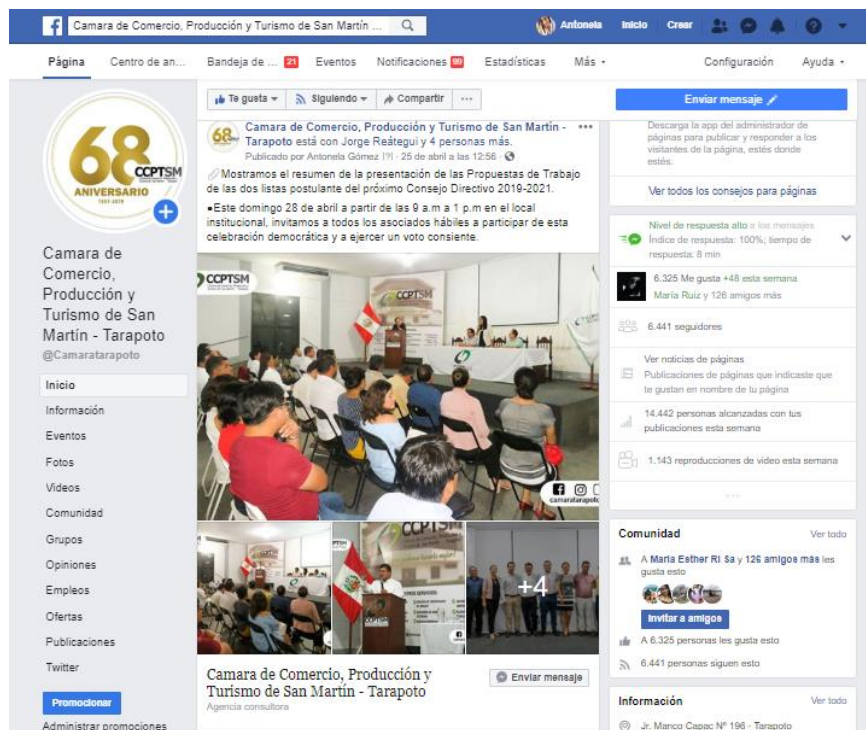 Camara de Comercio, Producción y Turismo de San Martín ...
Antonela
Inicio
Crear
Página
Centro de an...
Bandeja de ... 21
Eventos
Notificaciones 99
Estadísticas
Más
Configuración
Ayuda
68
CCPTSM
ANIVERSARIO
Camara de
Comercio,
Producción y
Turismo de San
Martín - Tarapoto
@Camaratarapoto
Inicio
Información
Eventos
Fotos
Videos
Comunidad
Grupos
Opiniones
Empleos
Ofertas
Publicaciones
Twitter
Promocionar
Administrar promociones
Te gusta
Siguiendo
Compartir
...
Camara de Comercio, Producción y Turismo de San Martín -
Tarapoto está con Jorge Reátegui y 4 personas más.
Publicado por Antonela Gómez [?] · 25 de abril a las 12:56 ·
Mostramos el resumen de la presentación de las Propuestas de Trabajo
de las dos listas postulante del próximo Consejo Directivo 2019-2021.
●Este domingo 28 de abril a partir de las 9 a.m a 1 p.m en el local
institucional, invitamos a todos los asociados hábiles a participar de esta
celebración democrática y a ejercer un voto consiente.
CCPTSM
CCPTSM
camaratarapoto
CCPTSM
+4
Camara de Comercio, Producción y
Turismo de San Martín - Tarapoto
Agencia consultora
Enviar mensaje
Enviar mensaje
Descarga la app del administrador de
páginas para publicar y responder a los
visitantes de la página, estés donde
estés.
Ver todos los consejos para páginas
Nivel de respuesta alto a los mensajes
Índice de respuesta: 100%; tiempo de
respuesta: 8 min
6.325 Me gusta +48 esta semana
María Ruiz y 126 amigos más
6.441 seguidores
Ver noticias de páginas
Publicaciones de páginas que indicaste que
te gustan en nombre de tu página
14.442 personas alcanzadas con tus
publicaciones esta semana
1.143 reproducciones de video esta semana
...
Comunidad
Ver todo
A María Esther Ri Sa y 126 amigos más les
gusta esto
Invitar a amigos
A 6.325 personas les gusta esto
6.441 personas siguen esto
Información
Ver todo
Jr. Manco Capac Nº 196 - Tarapoto